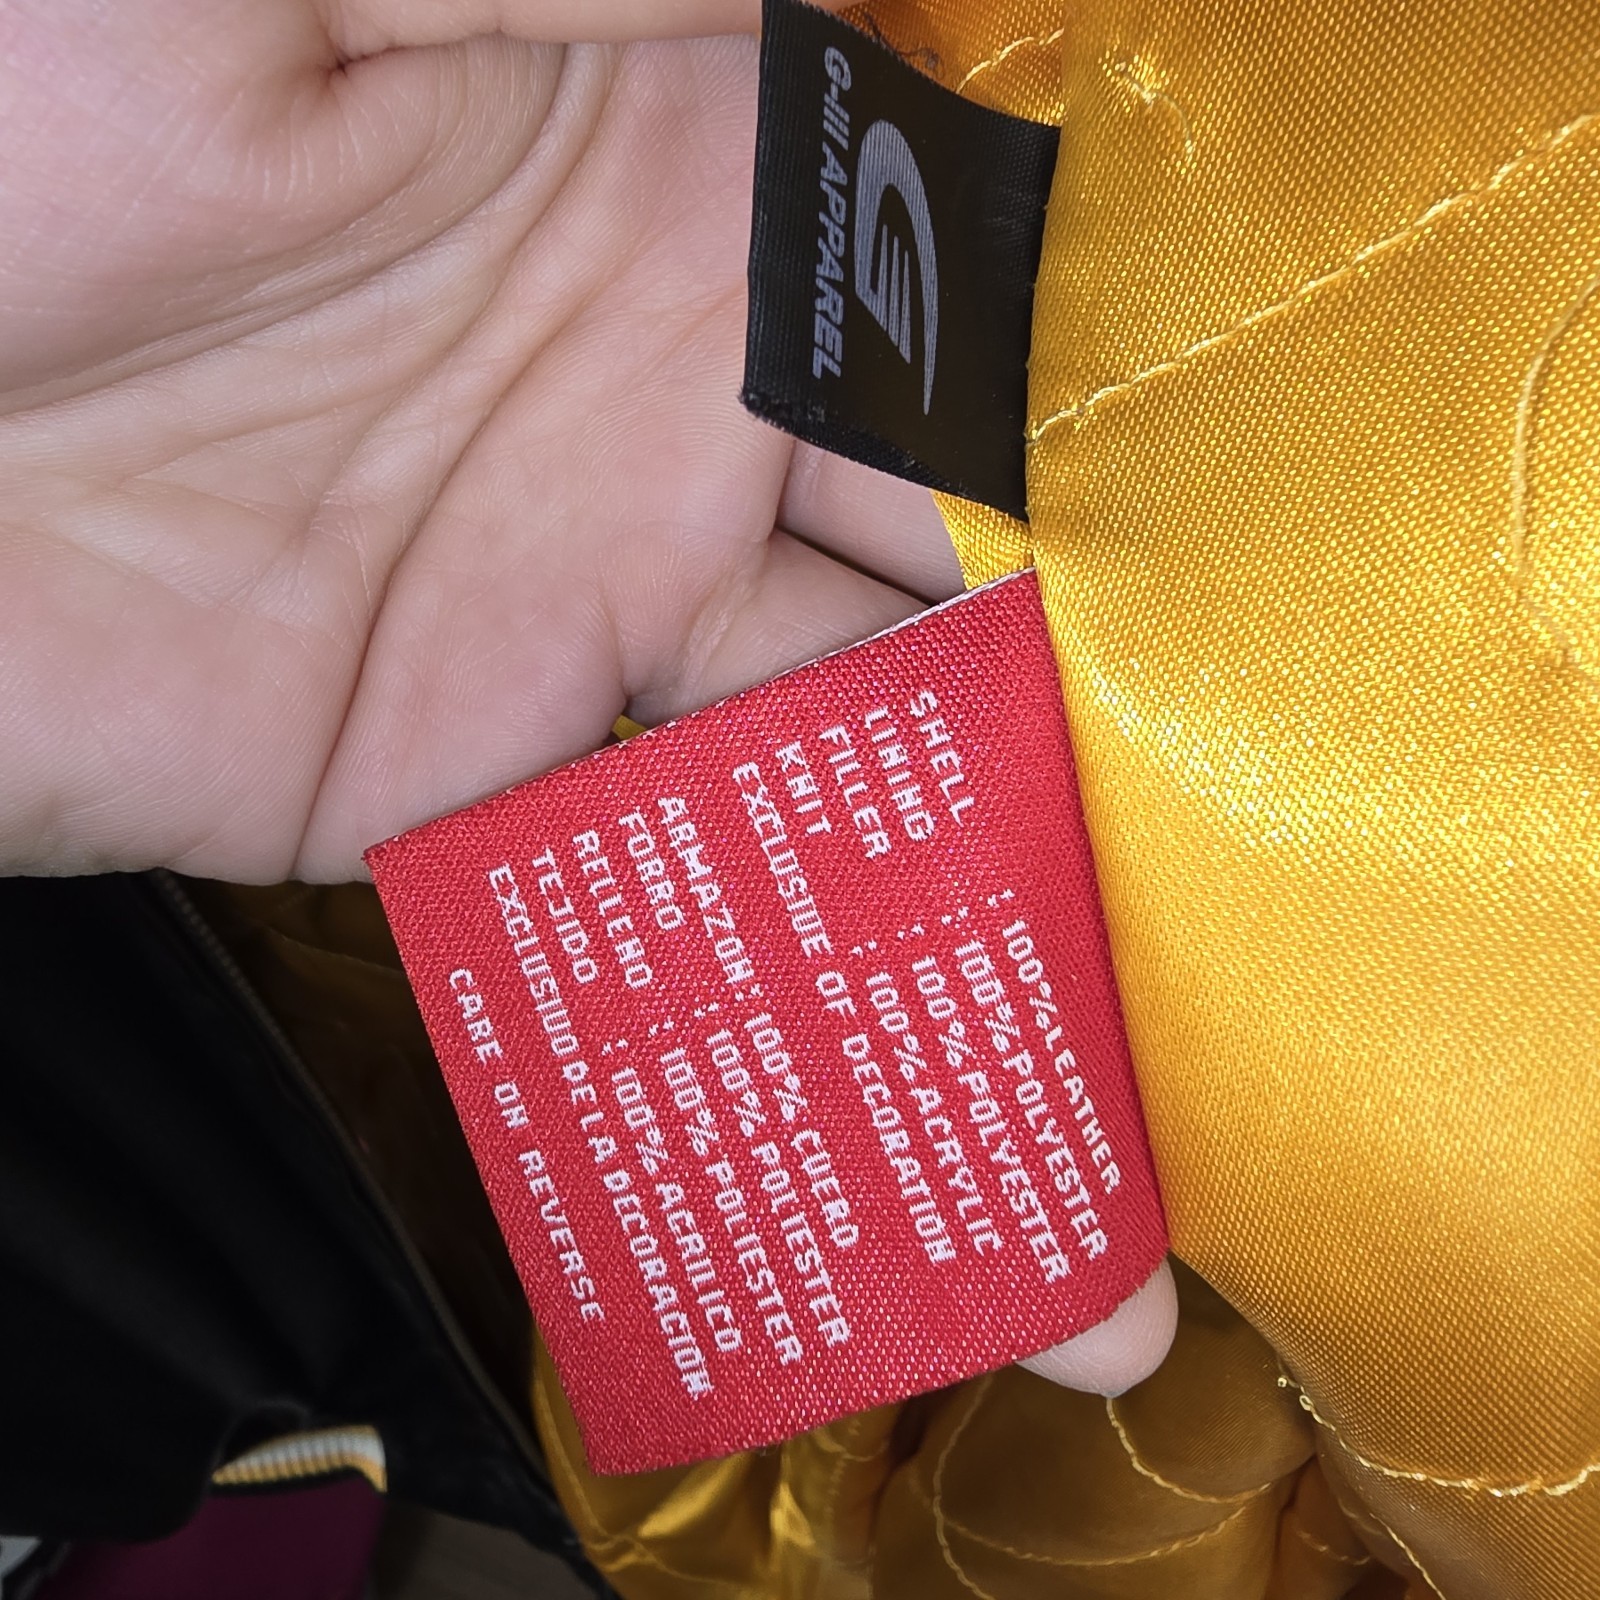 G-III APPAREL
SHELL : 100% LEATHER
LINING : 100% POLYESTER
FILLER : 100% POLYESTER
KNIT : 100% ACRYLIC
EXCLUSIVE OF DECORATION
ARMAZON : 100% CUERO
FORRO : 100% POLIESTER
RELLENO : 100% POLIESTER
TEJIDO : 100% ACRILICO
EXCLUSIVO DE LA DECORACION
CARE ON REVERSE